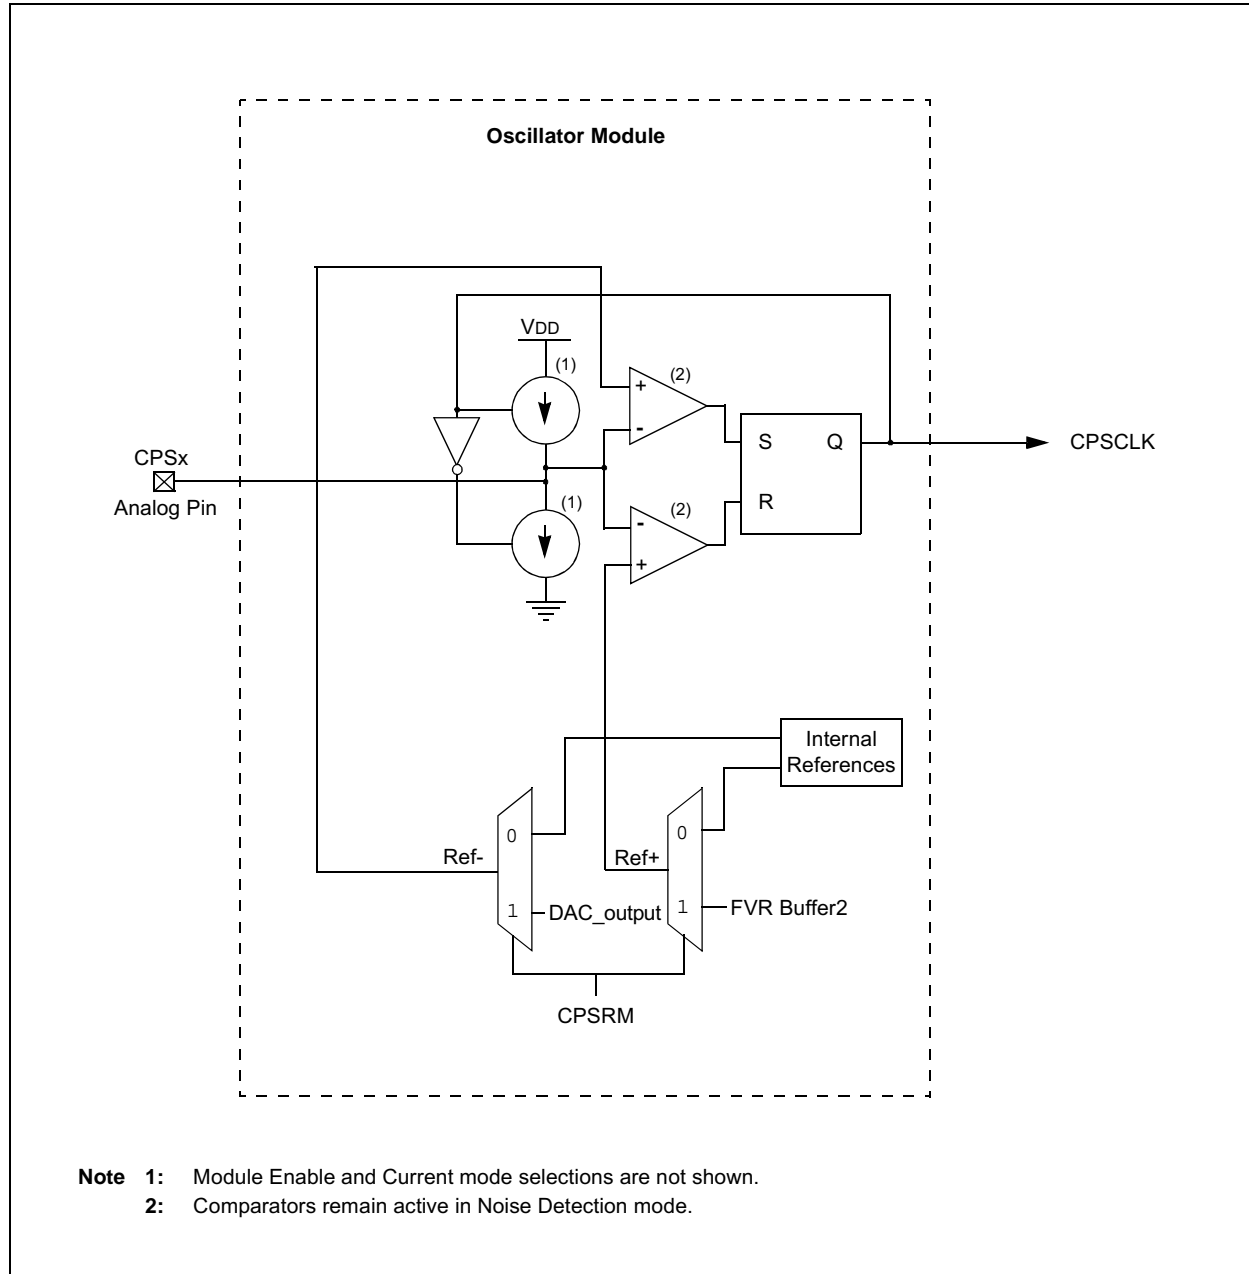 Oscillator Module
VDD
(1)
(2)
+
-
S Q
CPSCLK
CPSx
Analog Pin
(1)
(2)
R
-
+
Internal
References
0
0
Ref-
Ref+
1
DAC_output
1
FVR Buffer2
CPSRM
Note 1: Module Enable and Current mode selections are not shown.
2: Comparators remain active in Noise Detection mode.